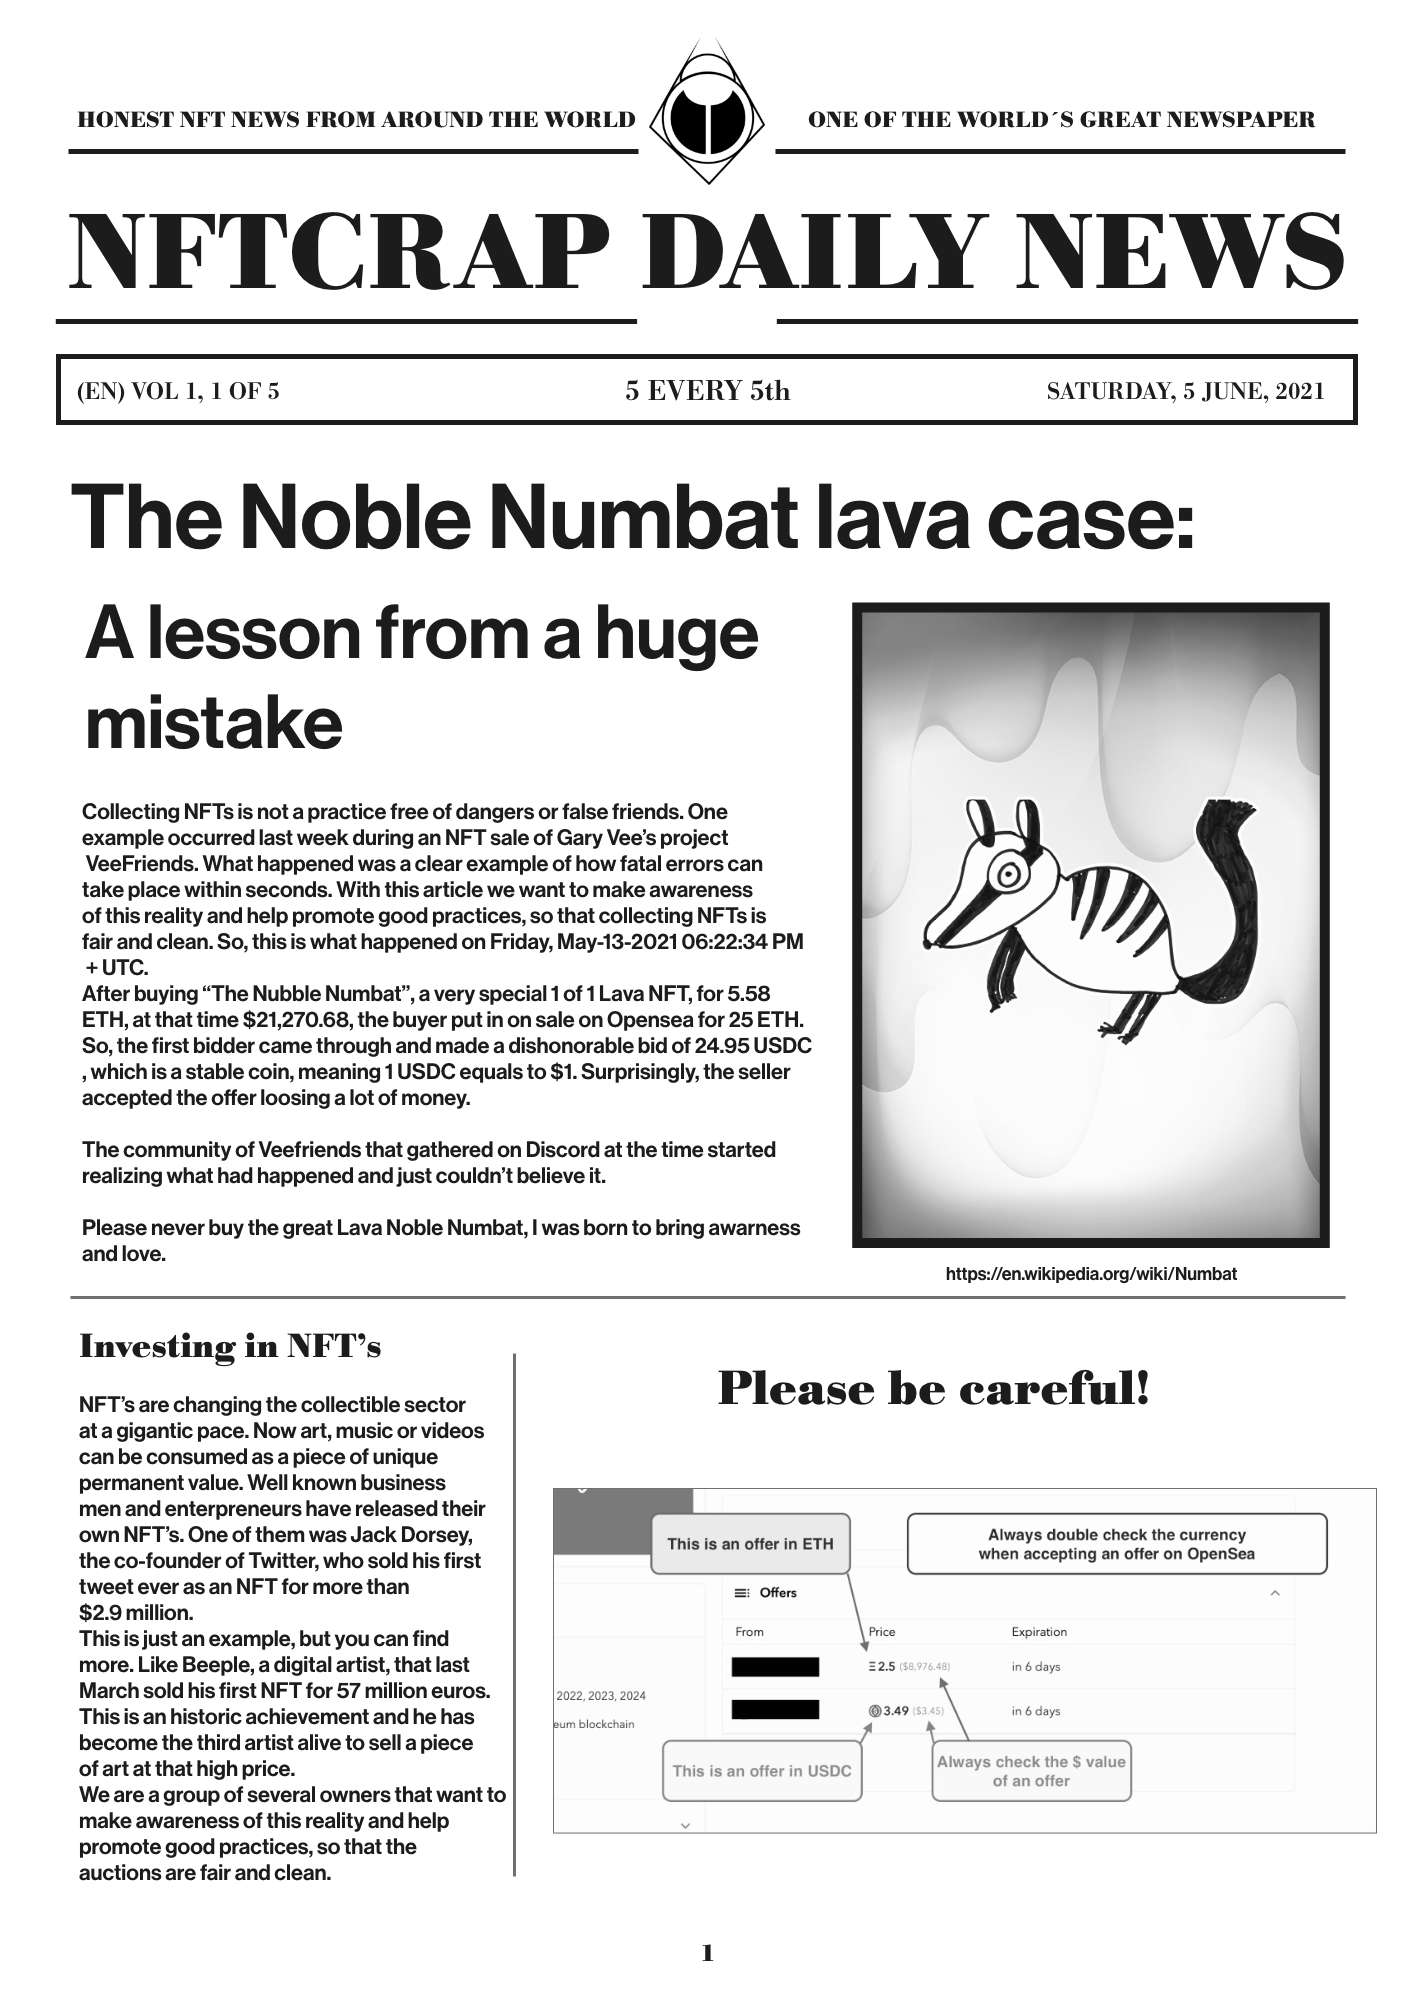 HONEST NFT NEWS FROM AROUND THE WORLD
ONE OF THE WORLD´S GREAT NEWSPAPER
NFTCRAP DAILY NEWS
(EN) VOL 1, 1 OF 5
5 EVERY 5th
SATURDAY, 5 JUNE, 2021
The Noble Numbat lava case:
A lesson from a huge
mistake
Collecting NFTs is not a practice free of dangers or false friends. One
example occurred last week during an NFT sale of Gary Vee’s project
VeeFriends. What happened was a clear example of how fatal errors can
take place within seconds. With this article we want to make awareness
of this reality and help promote good practices, so that collecting NFTs is
fair and clean. So, this is what happened on Friday, May-13-2021 06:22:34 PM
+ UTC.
After buying “The Nubble Numbat”, a very special 1 of 1 Lava NFT, for 5.58
ETH, at that time $21,270.68, the buyer put in on sale on Opensea for 25 ETH.
So, the first bidder came through and made a dishonorable bid of 24.95 USDC
, which is a stable coin, meaning 1 USDC equals to $1. Surprisingly, the seller
accepted the offer loosing a lot of money.
The community of Veefriends that gathered on Discord at the time started
realizing what had happened and just couldn’t believe it.
Please never buy the great Lava Noble Numbat, I was born to bring awarness
and love.
https://en.wikipedia.org/wiki/Numbat
Investing in NFT’s
NFT’s are changing the collectible sector
at a gigantic pace. Now art, music or videos
can be consumed as a piece of unique
permanent value. Well known business
men and enterpreneurs have released their
own NFT’s. One of them was Jack Dorsey,
the co-founder of Twitter, who sold his first
tweet ever as an NFT for more than
$2.9 million.
This is just an example, but you can find
more. Like Beeple, a digital artist, that last
March sold his first NFT for 57 million euros.
This is an historic achievement and he has
become the third artist alive to sell a piece
of art at that high price.
We are a group of several owners that want to
make awareness of this reality and help
promote good practices, so that the
auctions are fair and clean.
Please be careful!
This is an offer in ETH
Always double check the currency
when accepting an offer on OpenSea
Offers
From Price Expiration
2.5 ($8,976.48) in 6 days
2022, 2023, 2024
3.49 ($3.45) in 6 days
eum blockchain
This is an offer in USDC
Always check the $ value
of an offer
1